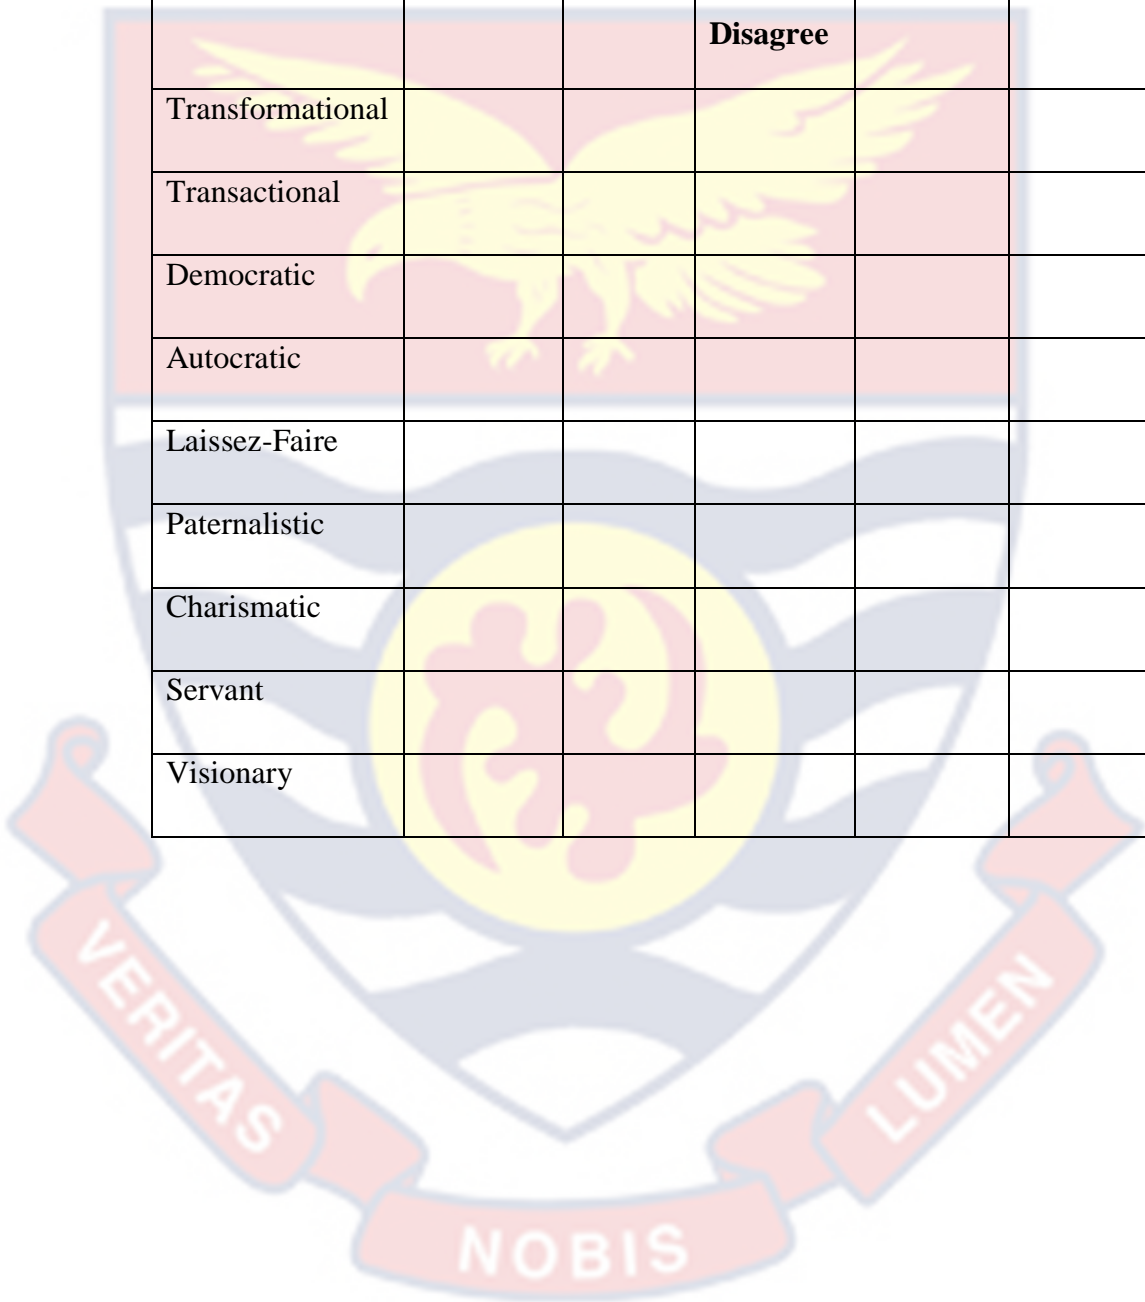 Disagree
Transformational
Transactional
Democratic
Autocratic
Laissez-Faire
Paternalistic
Charismatic
Servant
Visionary
VERITAS
NOBIS
LUMEN